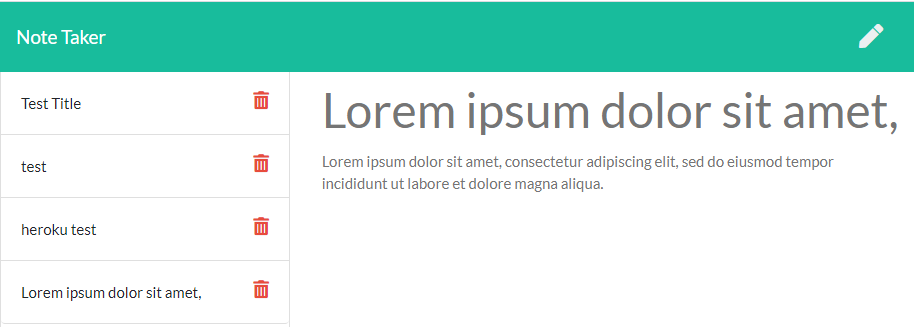 Note Taker
Test Title
test
heroku test
Lorem ipsum dolor sit amet,
Lorem ipsum dolor sit amet,
Lorem ipsum dolor sit amet, consectetur adipiscing elit, sed do eiusmod tempor
incididunt ut labore et dolore magna aliqua.